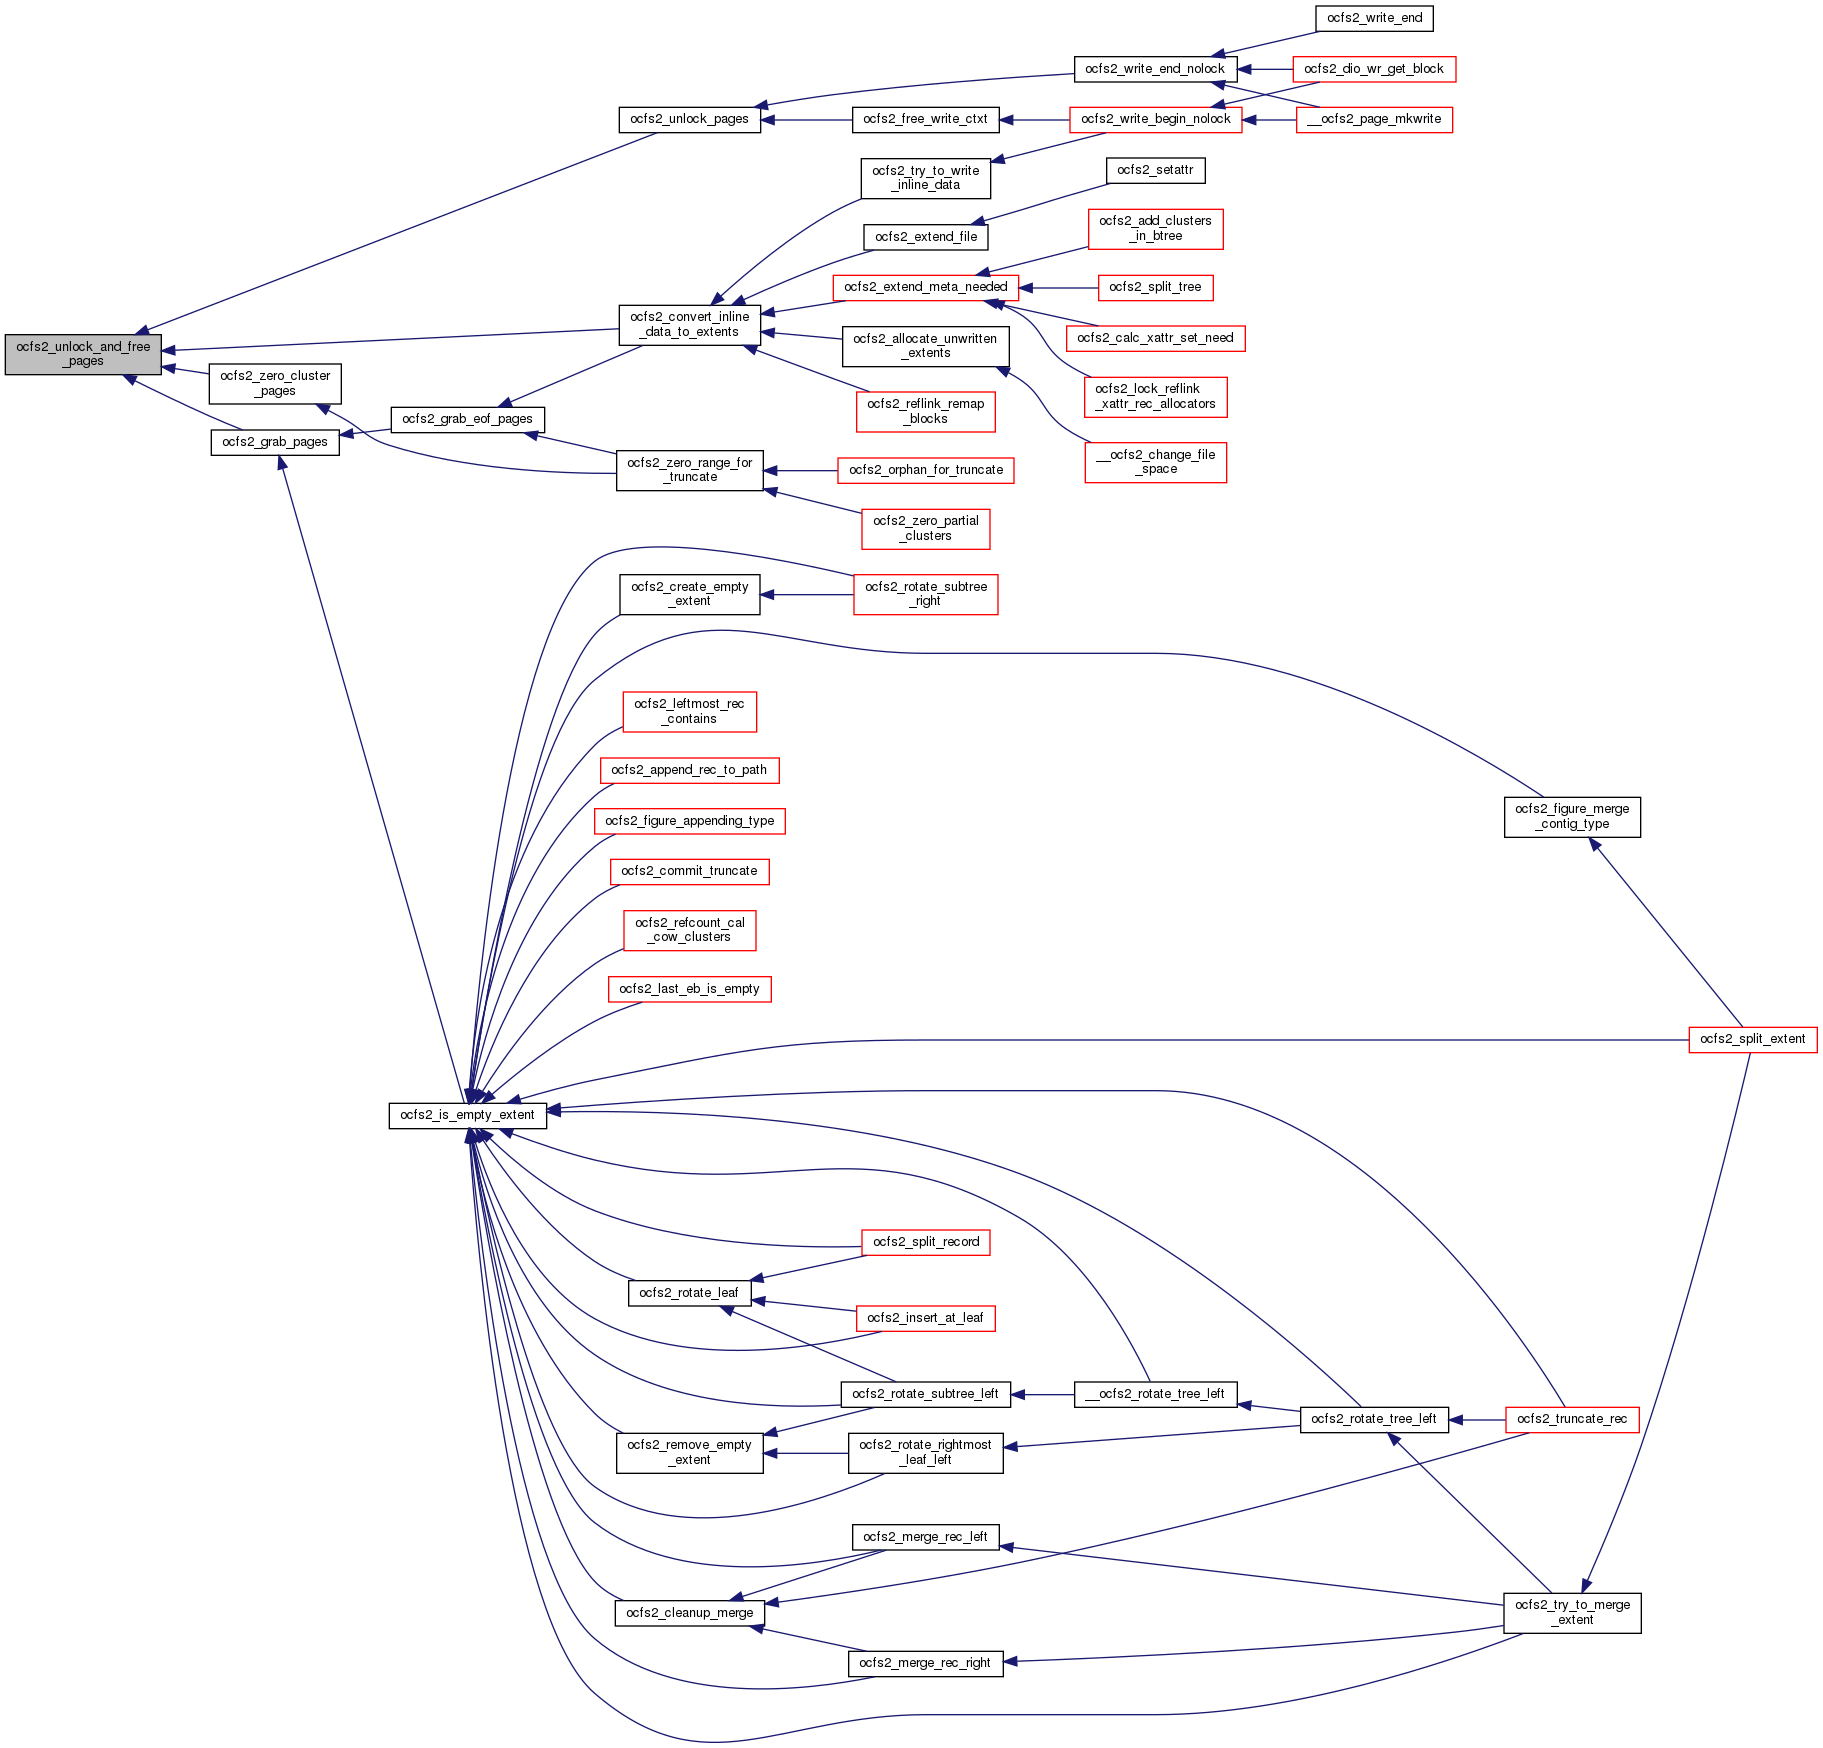 ocfs2_write_end
ocfs2_write_end_nolock
ocfs2_dio_wr_get_block
ocfs2_unlock_pages
ocfs2_free_write_ctxt
ocfs2_write_begin_nolock
__ocfs2_page_mkwrite
ocfs2_try_to_write
_inline_data
ocfs2_setattr
ocfs2_extend_file
ocfs2_add_clusters
_in_btree
ocfs2_extend_meta_needed
ocfs2_split_tree
ocfs2_convert_inline
_data_to_extents
ocfs2_calc_xattr_set_need
ocfs2_allocate_unwritten
_extents
ocfs2_unlock_and_free
_pages
ocfs2_zero_cluster
_pages
ocfs2_lock_reflink
_xattr_rec_allocators
ocfs2_reflink_remap
_blocks
ocfs2_grab_eof_pages
ocfs2_grab_pages
__ocfs2_change_file
_space
ocfs2_zero_range_for
_truncate
ocfs2_orphan_for_truncate
ocfs2_zero_partial
_clusters
ocfs2_create_empty
_extent
ocfs2_rotate_subtree
_right
ocfs2_leftmost_rec
_contains
ocfs2_append_rec_to_path
ocfs2_figure_appending_type
ocfs2_figure_merge
_contig_type
ocfs2_commit_truncate
ocfs2_refcount_cal
_cow_clusters
ocfs2_last_eb_is_empty
ocfs2_split_extent
ocfs2_is_empty_extent
ocfs2_split_record
ocfs2_rotate_leaf
ocfs2_insert_at_leaf
ocfs2_rotate_subtree_left
__ocfs2_rotate_tree_left
ocfs2_rotate_tree_left
ocfs2_truncate_rec
ocfs2_remove_empty
_extent
ocfs2_rotate_rightmost
_leaf_left
ocfs2_merge_rec_left
ocfs2_cleanup_merge
ocfs2_try_to_merge
_extent
ocfs2_merge_rec_right